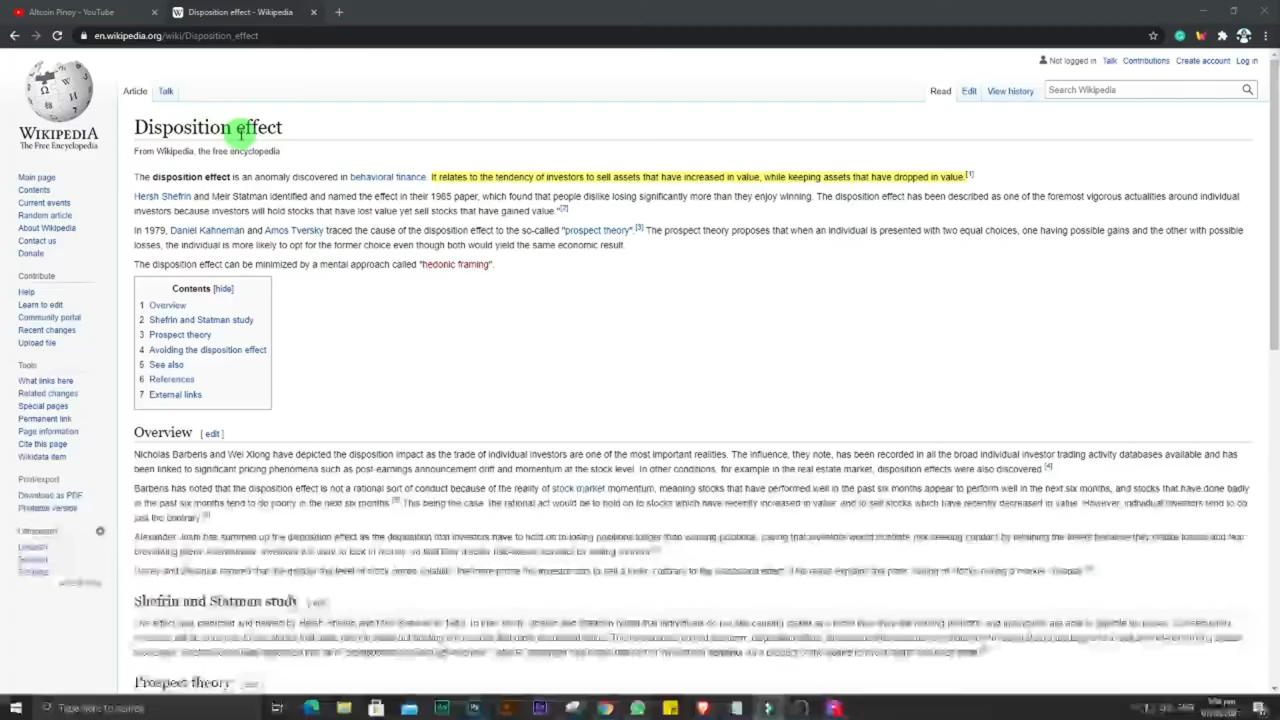 Altcoin Pinoy - YouTube
Disposition effect - Wikipedia
en.wikipedia.org/wiki/Disposition_effect
Not logged in Talk Contributions Create account Log in
Article Talk
Read Edit View history Search Wikipedia
WIKIPEDIA
The Free Encyclopedia
Main page
Contents
Current events
Random article
About Wikipedia
Contact us
Donate
Contribute
Help
Learn to edit
Community portal
Recent changes
Upload file
Tools
What links here
Related changes
Special pages
Permanent link
Page information
Cite this page
Wikidata item
Print/export
Download as PDF
Printable version
Disposition effect
From Wikipedia, the free encyclopedia
The disposition effect is an anomaly discovered in behavioral finance. It relates to the tendency of investors to sell assets that have increased in value, while keeping assets that have dropped in value.[1]
Hersh Shefrin and Meir Statman identified and named the effect in their 1985 paper, which found that people dislike losing significantly more than they enjoy winning. The disposition effect has been described as one of the foremost vigorous actualities around individual
investors because investors will hold stocks that have lost value yet sell stocks that have gained value."[2]
In 1979, Daniel Kahneman and Amos Tversky traced the cause of the disposition effect to the so-called "prospect theory".[3] The prospect theory proposes that when an individual is presented with two equal choices, one having possible gains and the other with possible
losses, the individual is more likely to opt for the former choice even though both would yield the same economic result.
The disposition effect can be minimized by a mental approach called "hedonic framing".
Contents [hide]
1 Overview
2 Shefrin and Statman study
3 Prospect theory
4 Avoiding the disposition effect
5 See also
6 References
7 External links
Overview [ edit ]
Nicholas Barberis and Wei Xiong have depicted the disposition impact as the trade of individual investors are one of the most important realities. The influence, they note, has been recorded in all the broad individual investor trading activity databases available and has
been linked to significant pricing phenomena such as post-earnings announcement drift and momentum at the stock level. In other conditions, for example in the real estate market, disposition effects were also discovered.[4]
Barberis has noted that the disposition effect is not a rational sort of conduct because of the reality of stock market momentum, meaning stocks that have performed well in the past six months appear to perform well in the next six months, and stocks that have done badly
in the past six months tend to do poorly in the next six months. This being the case, the rational act would be to hold on to stocks which have recently increased in value, and to sell stocks which have recently decreased in value. However, individual investors tend to do
just the contrary.
Shefrin and Statman study
Prospect theory
Type here to search